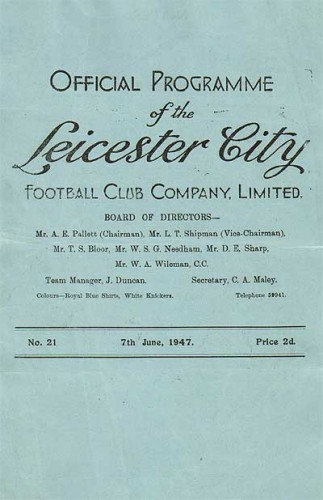 OFFICIAL PROGRAMME
of the
Leicester City
FOOTBALL CLUB COMPANY, LIMITED.
BOARD OF DIRECTORS—
Mr. A. E. Pallett (Chairman), Mr. L. T. Shipman (Vice-Chairman),
Mr. T. S. Bloor, Mr. W. S. G. Needham, Mr. D. E. Sharp,
Mr. W. A. Wileman, C.C.
Team Manager, J. Duncan. Secretary, C. A. Maley.
Colours—Royal Blue Shirts, White Knickers. Telephone 58941.
No. 21 7th June, 1947. Price 2d.